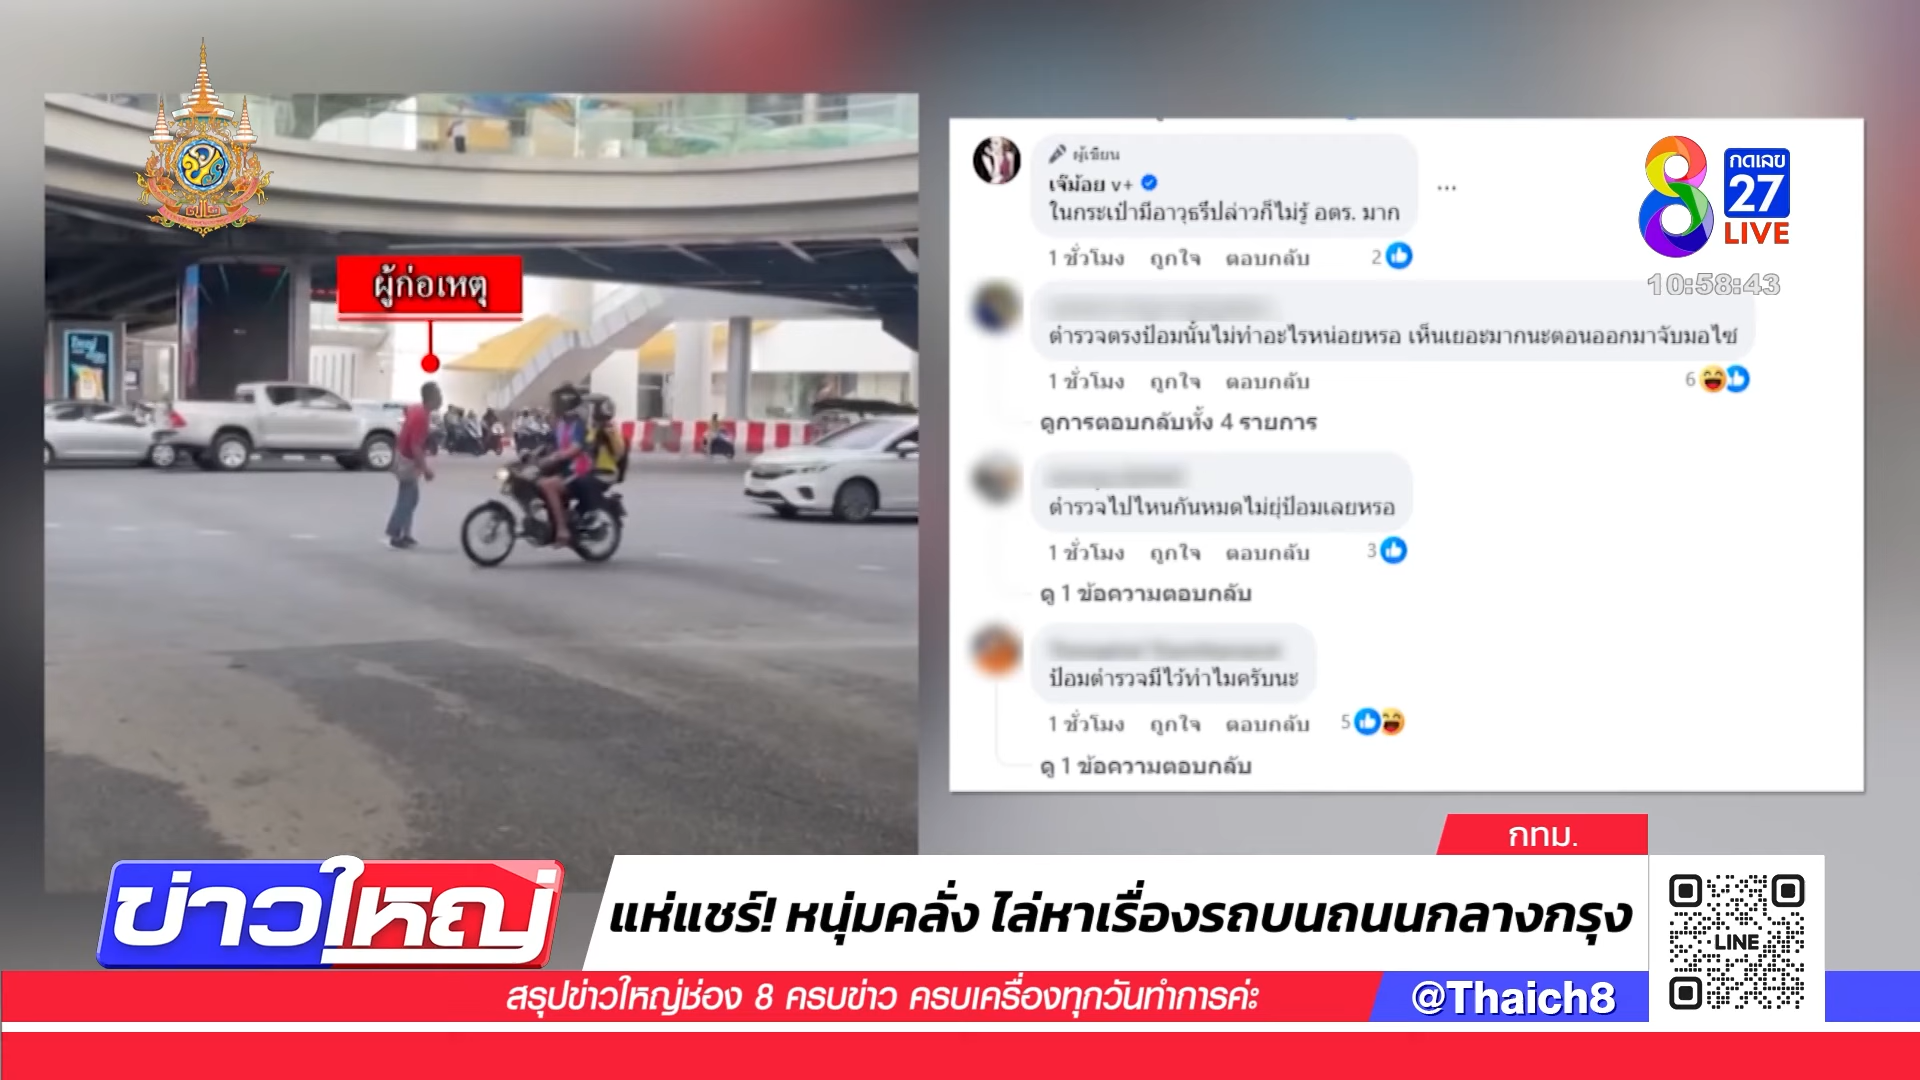 ผู้ก่อเหตุ
ผู้เขียน
เจ๊ม้อย v+
ในกระเป๋ามีอาวุธรึปล่าวก็ไม่รู้ อตร. มาก
1 ชั่วโมง ถูกใจ ตอบกลับ 2
ตำรวจตรงป้อมนั้นไม่ทำอะไรหน่อยหรอ เห็นเยอะมากนะตอนออกมาจับมอไซ
1 ชั่วโมง ถูกใจ ตอบกลับ 6
ดูการตอบกลับทั้ง 4 รายการ
ตำรวจไปไหนกันหมดไม่ยุ่ป้อมเลยหรอ
1 ชั่วโมง ถูกใจ ตอบกลับ 3
ดู 1 ข้อความตอบกลับ
ป้อมตำรวจมีไว้ทำไมครับนะ
1 ชั่วโมง ถูกใจ ตอบกลับ 5
ดู 1 ข้อความตอบกลับ
8 กดเลข
27
LIVE
10:58:43
กทม.
ข่าวใหญ่
แห่แชร์! หนุ่มคลั่ง ไล่หาเรื่องรถบนถนนกลางกรุง
LINE
สรุปข่าวใหญ่ช่อง 8 ครบข่าว ครบเครื่องทุกวันทำการค่ะ
@Thaich8